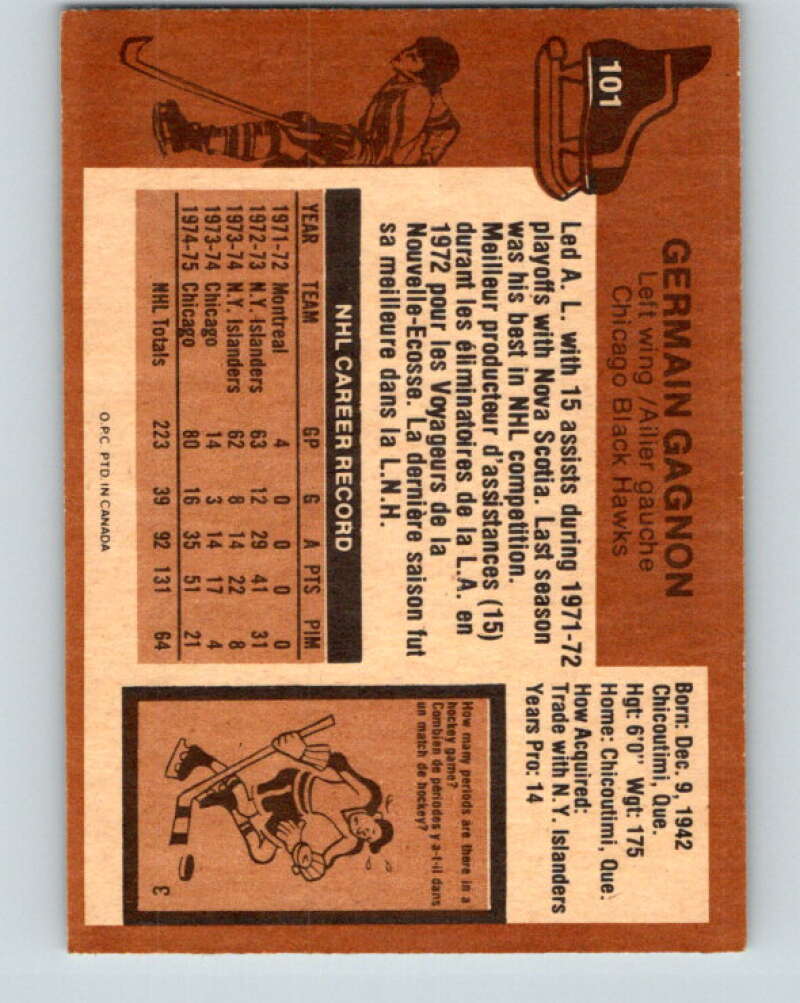 101
GERMAIN GAGNON
Left wing / Ailier gauche
Chicago Black Hawks
Born: Dec. 9, 1942
Chicoutimi, Que.
Hgt: 6'0" Wgt: 175
Home: Chicoutimi, Que.
How Acquired:
Trade with N.Y. Islanders
Years Pro: 14
Led A. L. with 15 assists during 1971-72
playoffs with Nova Scotia. Last season
was his best in NHL competition.
Meilleur producteur d'assistances (15)
durant les éliminatoires de la L.A. en
1972 pour les Voyageurs de la
Nouvelle-Ecosse. La dernière saison fut
sa meilleure dans la L.N.H.
NHL CAREER RECORD
YEAR TEAM GP G A PTS PIM
1971-72 Montreal 4 0 0 0 0
1972-73 N.Y. Islanders 63 12 29 41 31
1973-74 N.Y. Islanders 62 8 14 22 8
1973-74 Chicago 14 3 14 17 4
1974-75 Chicago 80 16 35 51 21
NHL Totals 223 39 92 131 64
How many periods are there in a
hockey game?
Combien de périodes y a-t-il dans
un match de hockey?
3
O.P.C. PTD. IN CANADA